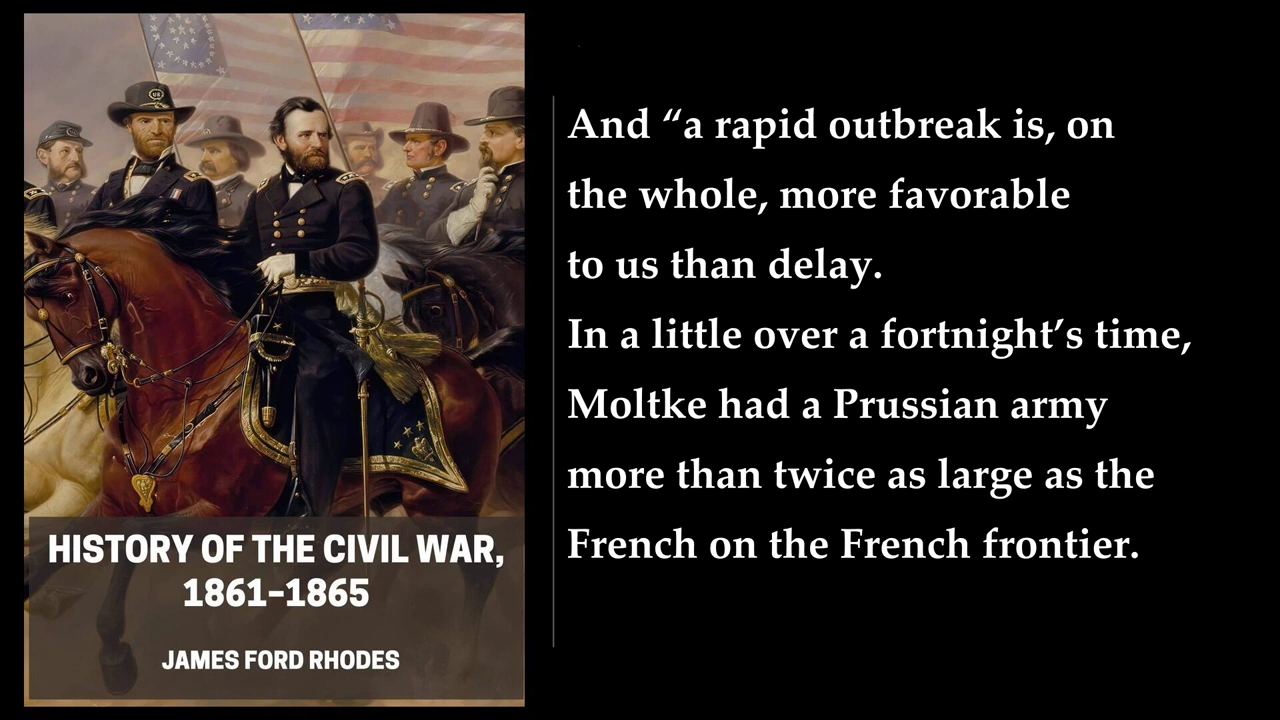 HISTORY OF THE CIVIL WAR,
1861–1865
JAMES FORD RHODES
And “a rapid outbreak is, on
the whole, more favorable
to us than delay.
In a little over a fortnight’s time,
Moltke had a Prussian army
more than twice as large as the
French on the French frontier.